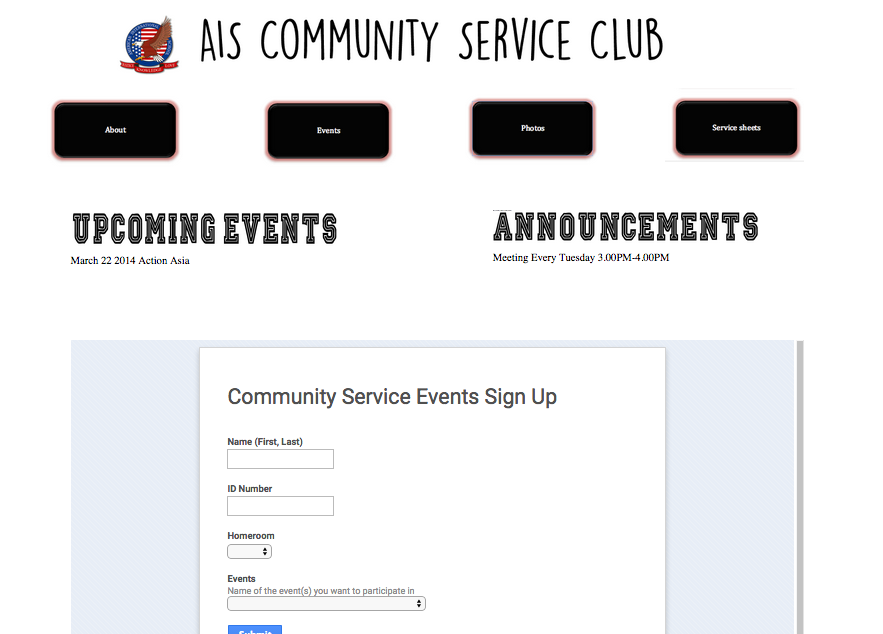 AIS COMMUNITY SERVICE CLUB
About
Events
Photos
Service sheets
UPCOMING EVENTS
March 22 2014 Action Asia
ANNOUNCEMENTS
Meeting Every Tuesday 3.00PM-4.00PM
Community Service Events Sign Up
Name (First, Last)
ID Number
Homeroom
Events
Name of the event(s) you want to participate in
Submit